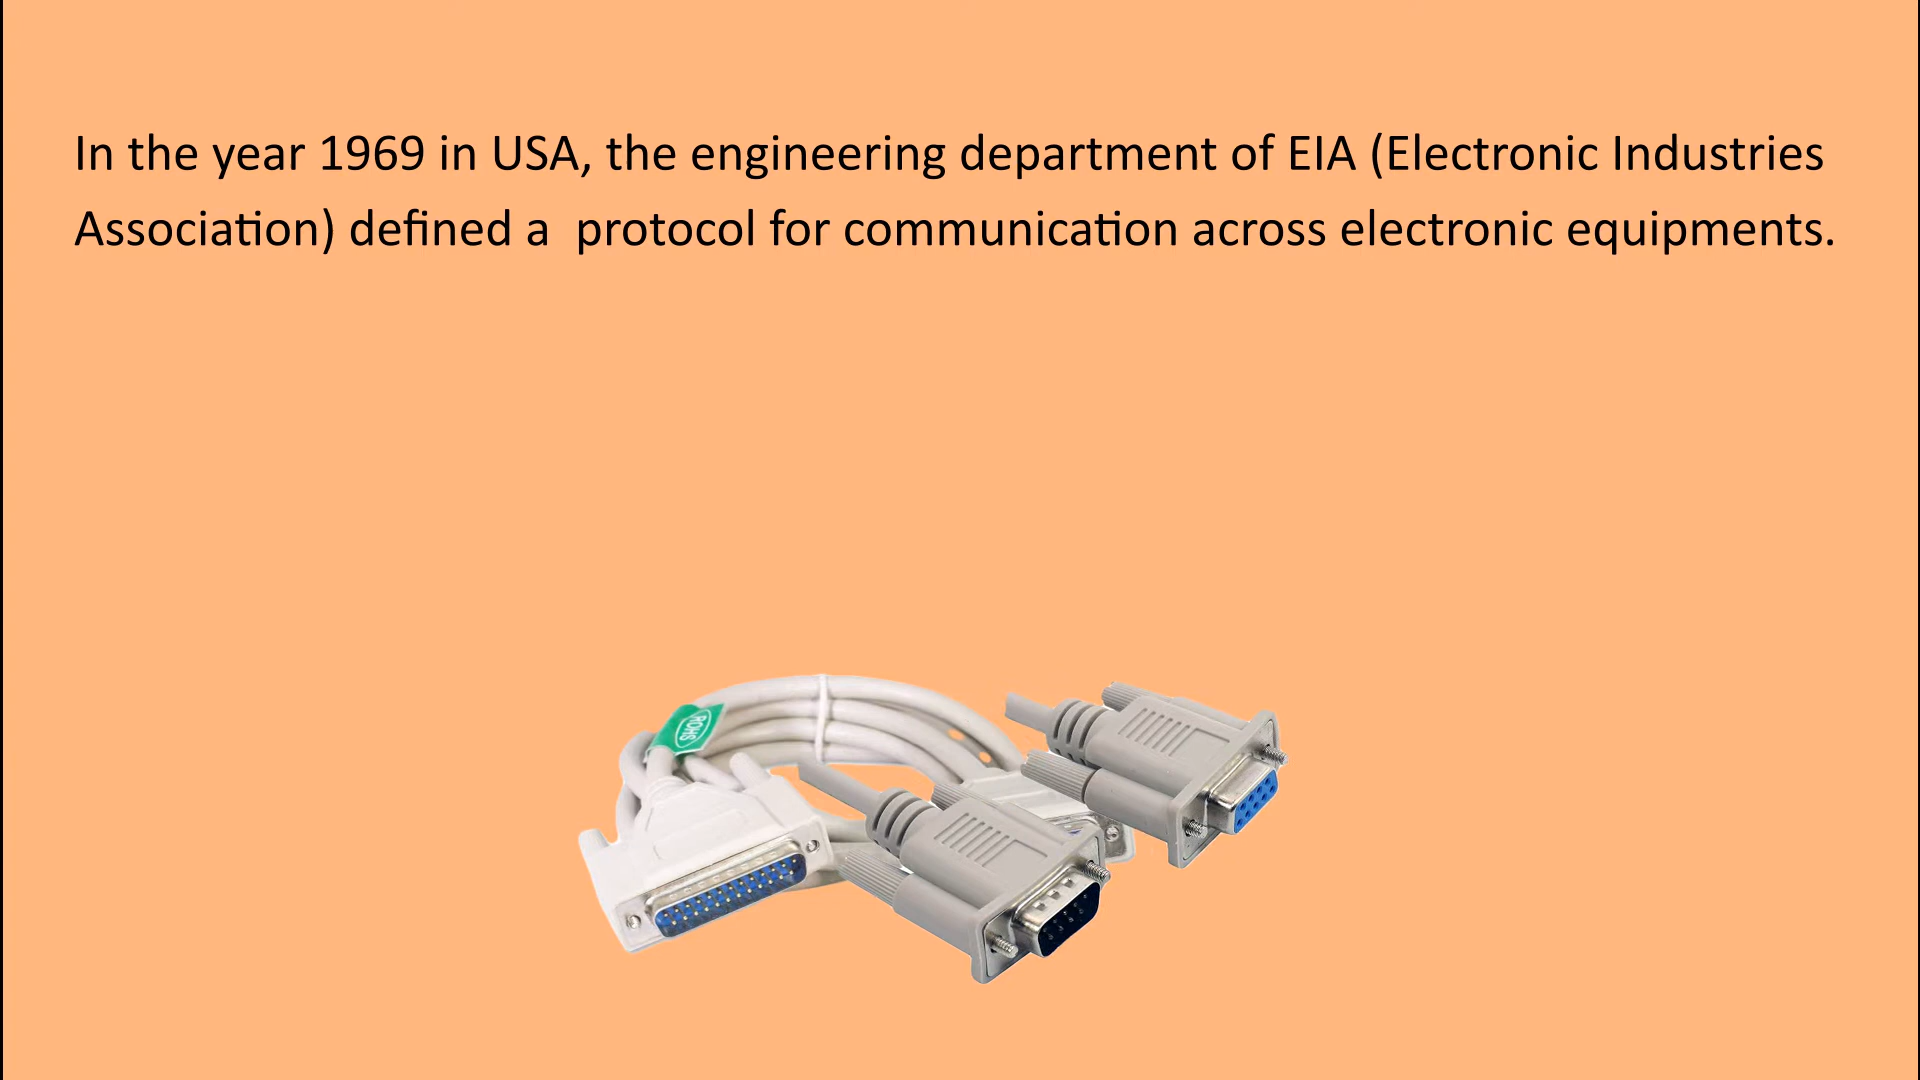 In the year 1969 in USA, the engineering department of EIA (Electronic Industries
Association) defined a  protocol for communication across electronic equipments.
ROHS